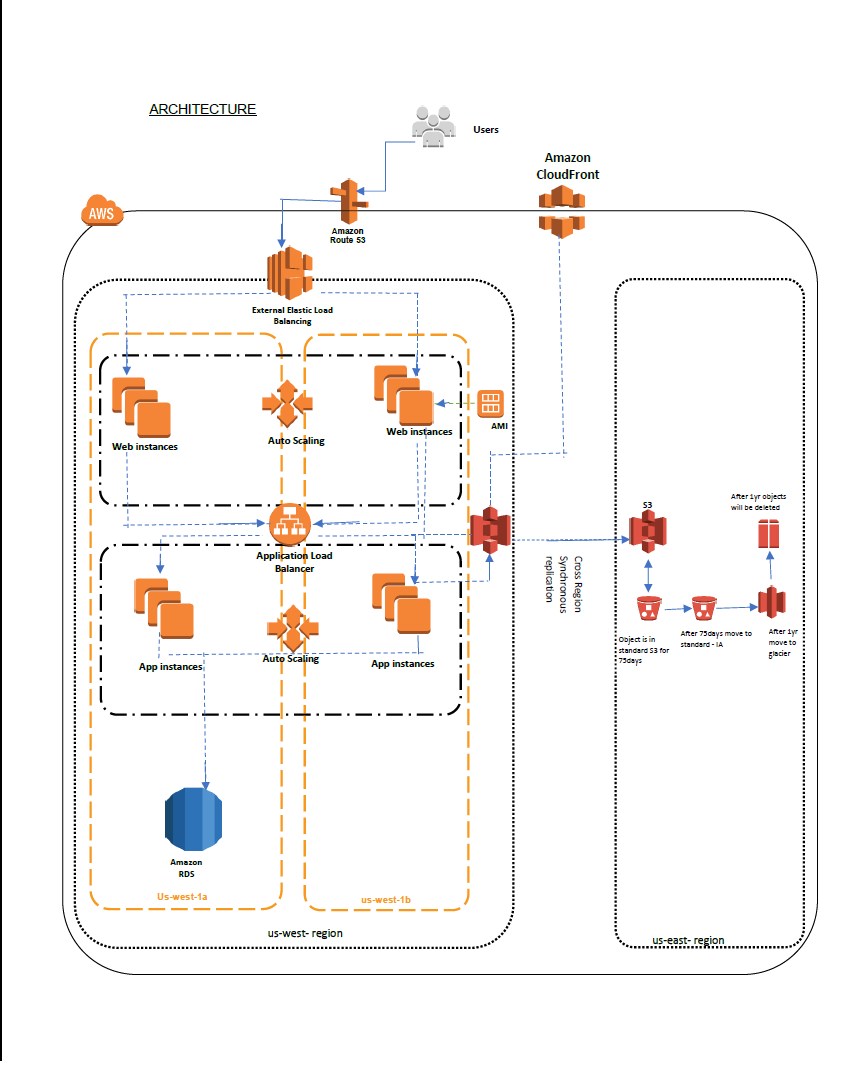 ARCHITECTURE
Users
Amazon
CloudFront
AWS
Amazon
Route 53
External Elastic Load
Balancing
Web instances
Auto Scaling
Web instances
AMI
Application Load
Balancer
App instances
Auto Scaling
App instances
Amazon
RDS
Us-west-1a
us-west-1b
us-west- region
Cross Region
Synchronous
replication
S3
After 1yr objects
will be deleted
Object is in
standard S3 for
75days
After 75days move to
standard - IA
After 1yr
move to
glacier
us-east- region